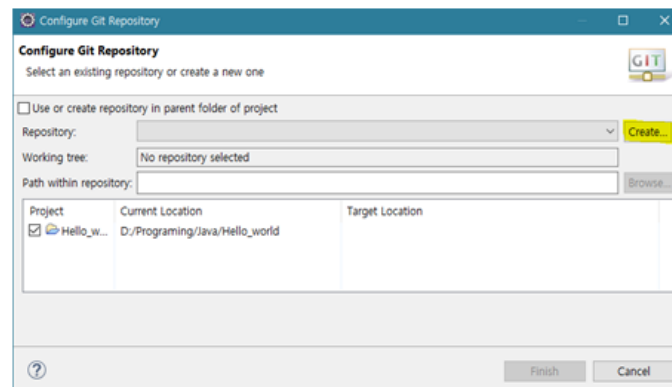 Configure Git Repository
Configure Git Repository
Select an existing repository or create a new one
GIT
Use or create repository in parent folder of project
Repository: Create...
Working tree: No repository selected
Path within repository: Browse...
Project Current Location Target Location
Hello_w... D:/Programing/Java/Hello_world
? Finish Cancel